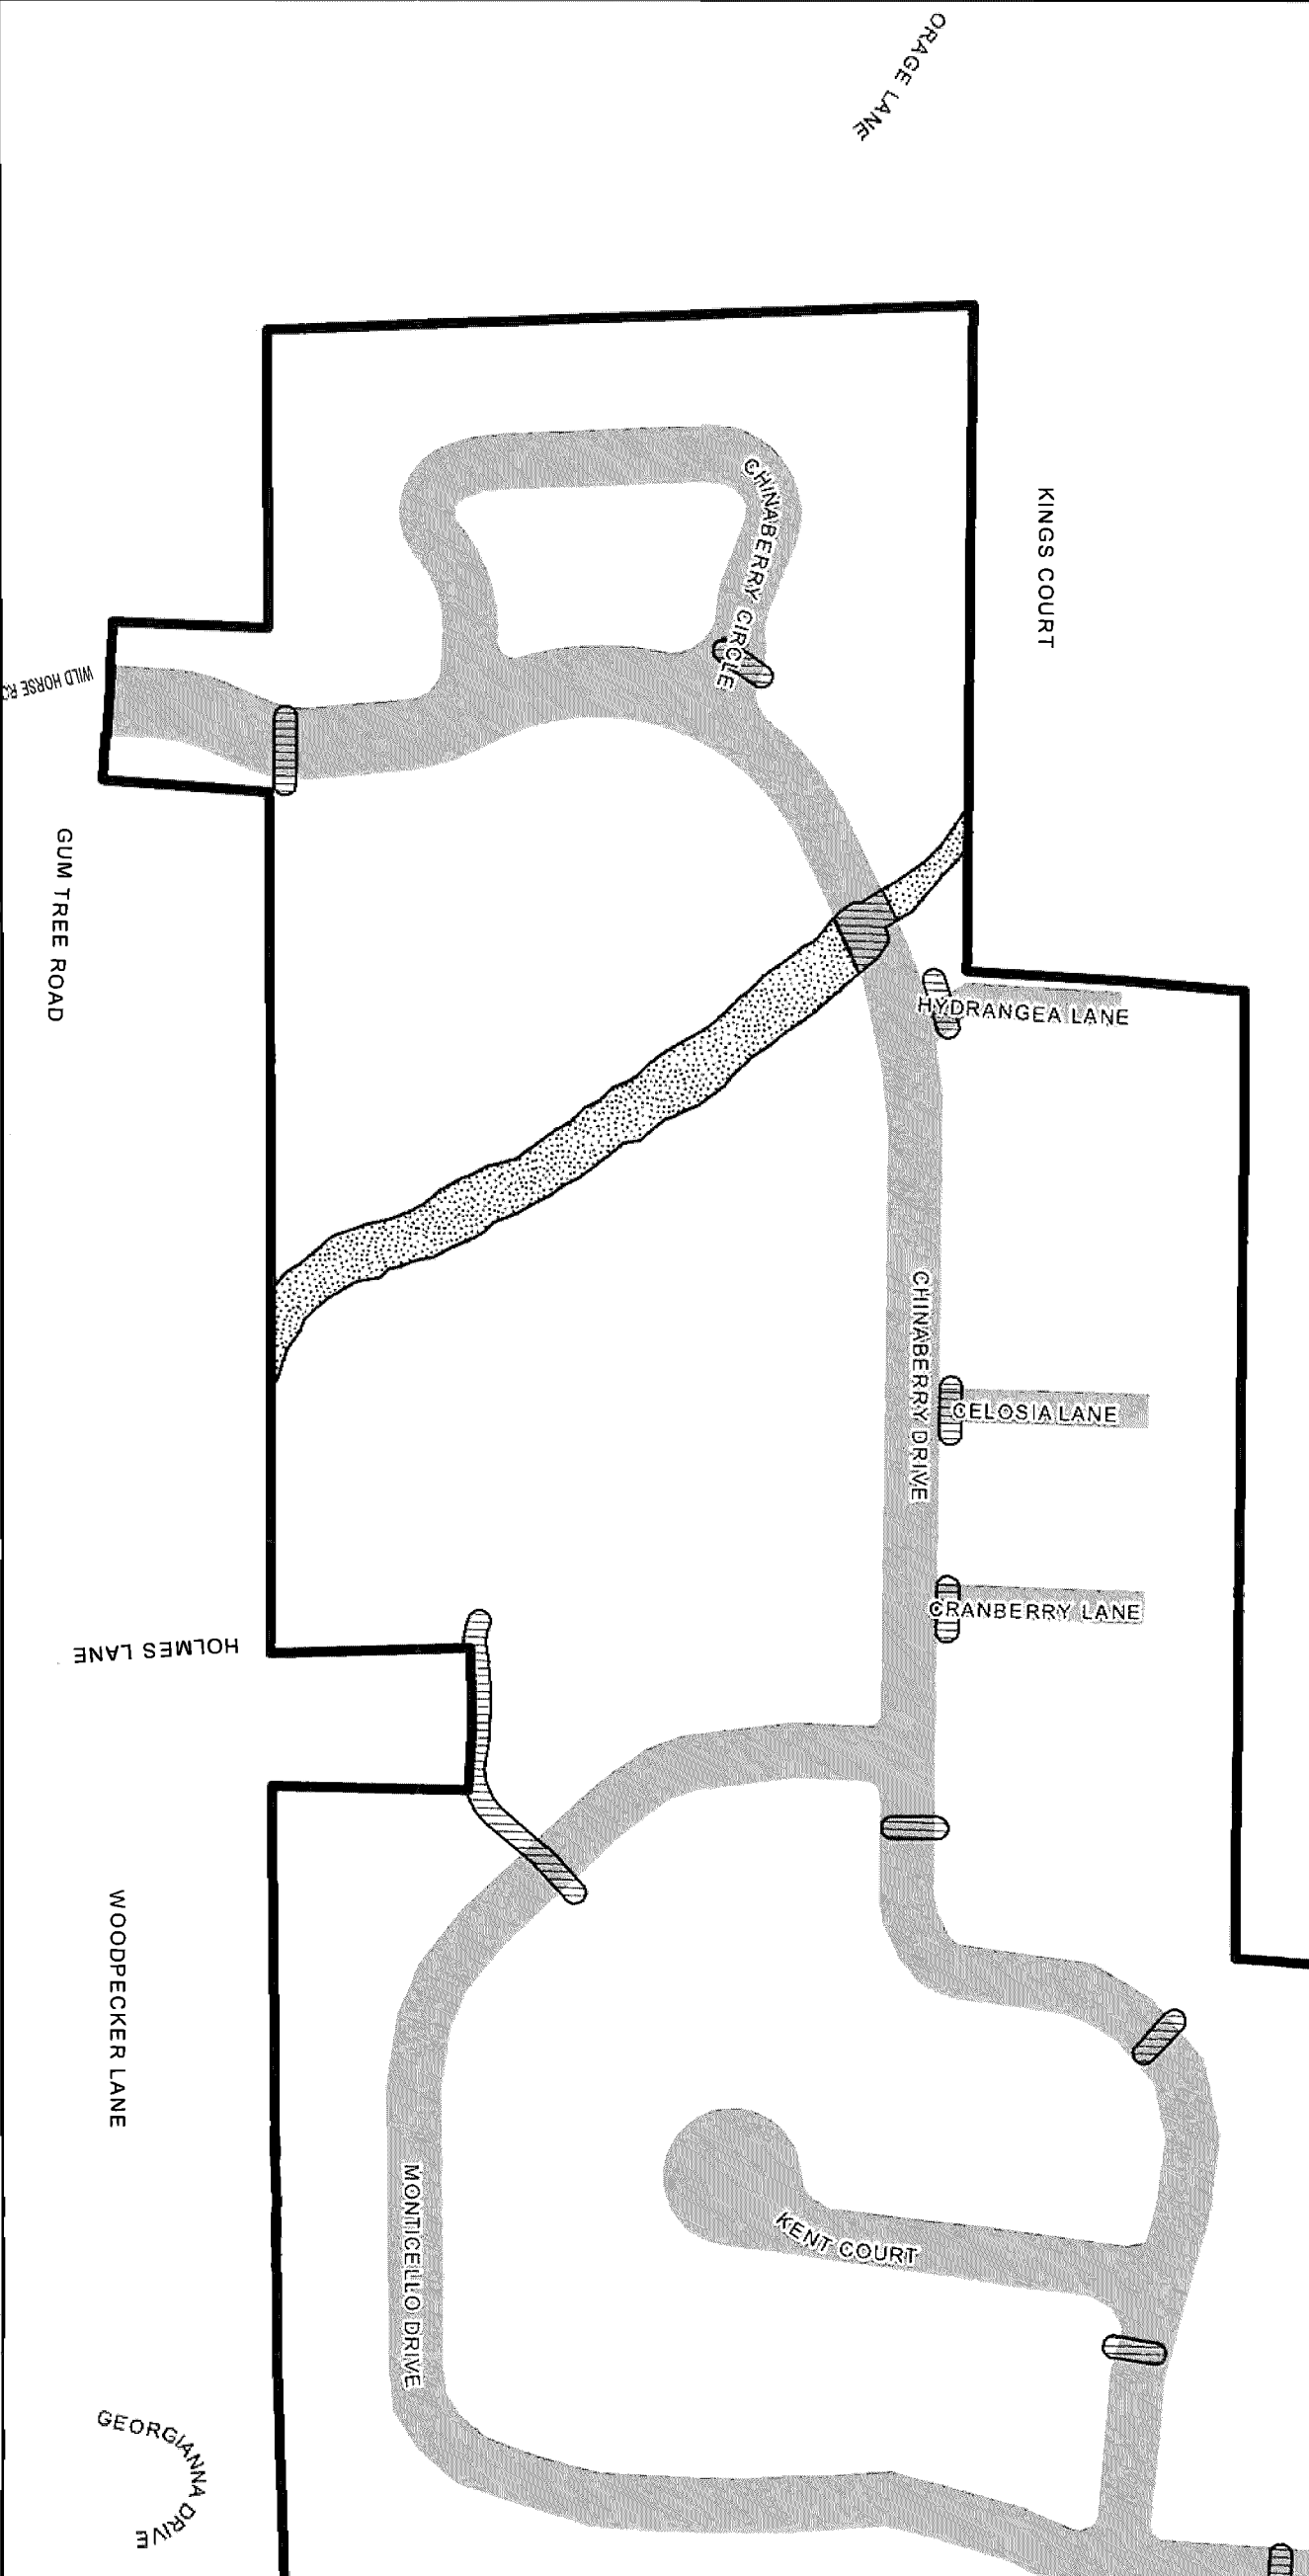 ORAGE LANE
KINGS COURT
CHINABERRY CIRCLE
WILD HORSE
GUM TREE ROAD
HYDRANGEA LANE
CHINABERRY DRIVE
CELOSIA LANE
CRANBERRY LANE
HOLMES LANE
WOODPECKER LANE
MONTICELLO DRIVE
KENT COURT
GEORGIANNA DRIVE